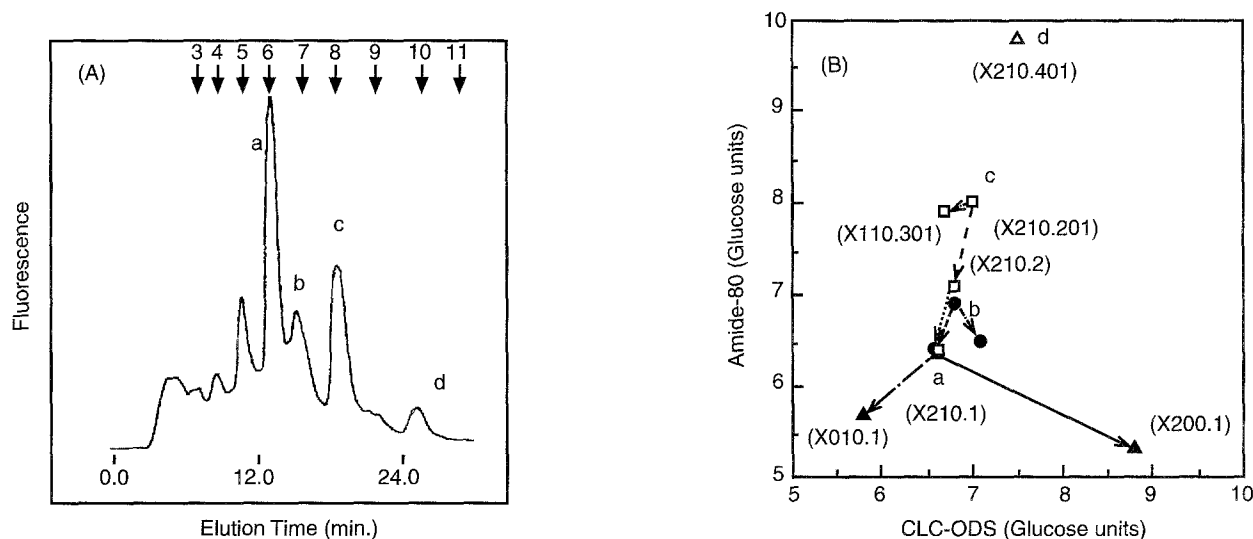 (A)
3 4 5 6 7 8 9 10 11
a
b
c
d
0.0 12.0 24.0
Fluorescence
Elution Time (min.)
(B)
10
9
8
7
6
5
Amide-80 (Glucose units)
d
(X210.401)
c
(X110.301)
(X210.201)
(X210.2)
b
a
(X210.1)
(X010.1)
(X200.1)
5 6 7 8 9 10
CLC-ODS (Glucose units)